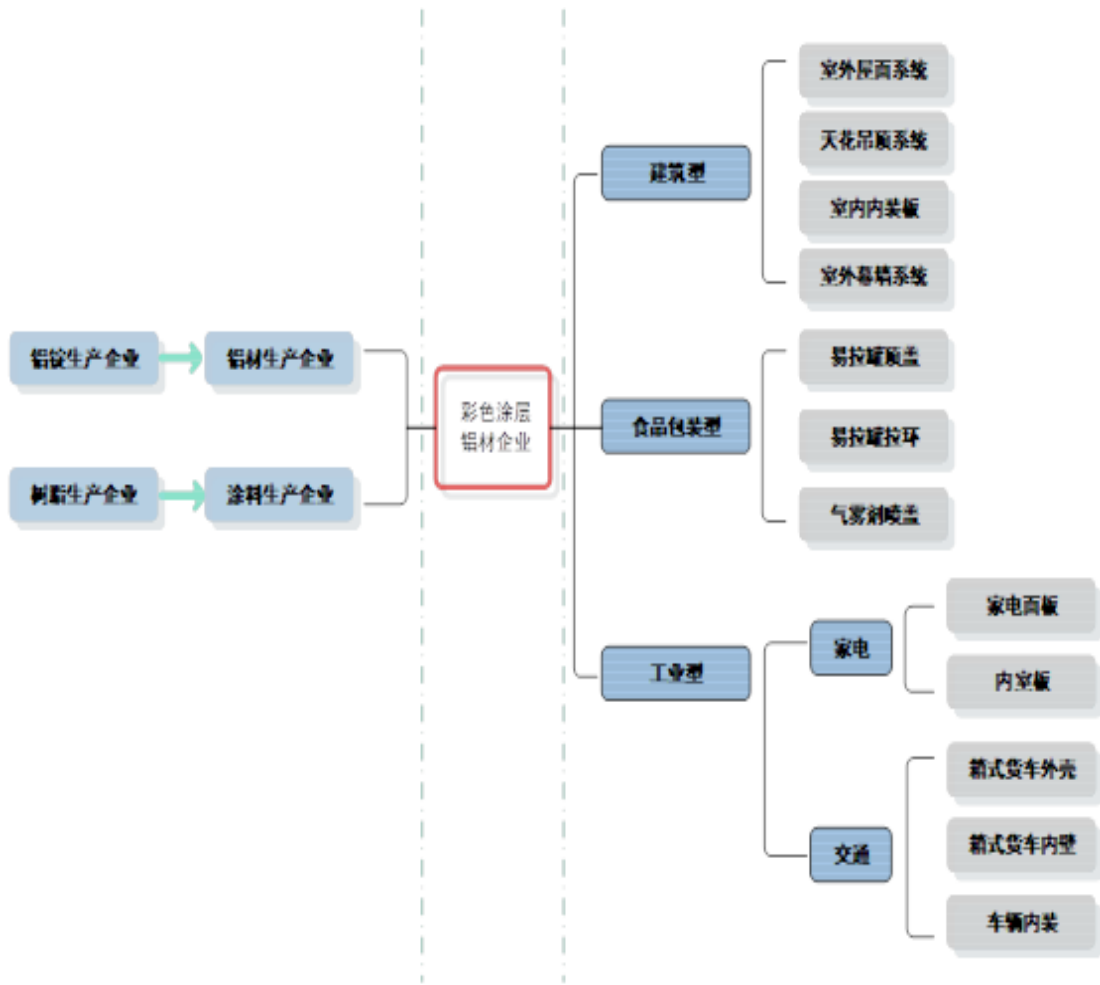 铝锭生产企业
铝材生产企业
树脂生产企业
涂料生产企业
彩色涂层
铝材企业
建筑型
室外屋面系统
天花吊顶系统
室内内装板
室外幕墙系统
食品包装型
易拉罐顶盖
易拉罐拉环
气雾剂喷盖
工业型
家电
家电面板
内室板
交通
箱式货车外壳
箱式货车内壁
车辆内装